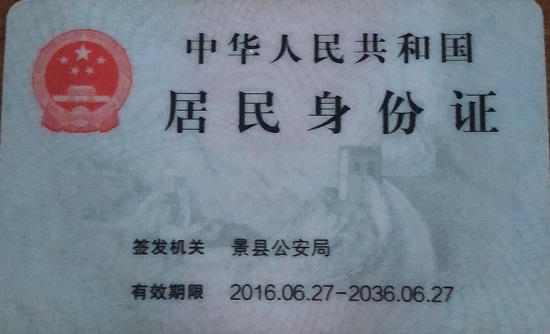 中华人民共和国
居民身份证
签发机关 景县公安局
有效期限 2016.06.27-2036.06.27